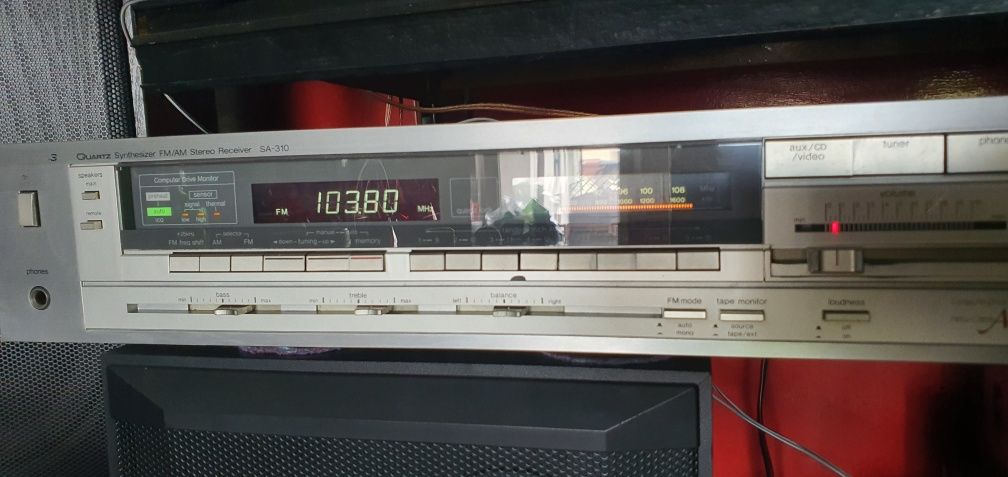 QUARTZ Synthesizer FM/AM Stereo Receiver SA-310
aux/CD
/video
tuner
speakers
Computer Drive Monitor
sensor
signal thermal
auto
low high
FM 103.80 MHz
96 100 108
1000 1200 1600
volume
min
remote
+25kHz
FM freq shift AM FM
selector
manual auto
down - tuning - up
memory
phones
bass
min max
treble
min max
balance
left right
FM mode
auto
mono
tape monitor
source
tape/ext
loudness
off
on